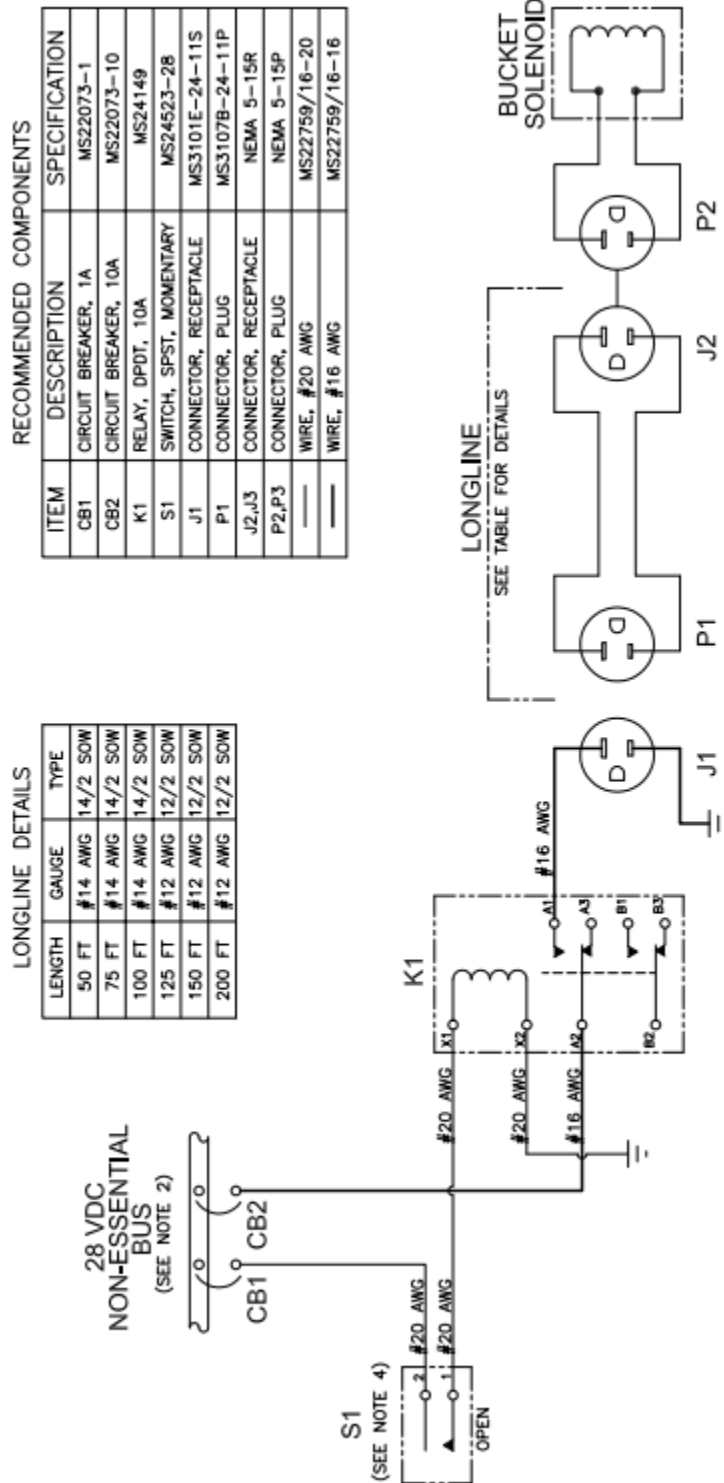 RECOMMENDED COMPONENTS
ITEM DESCRIPTION SPECIFICATION
CB1 CIRCUIT BREAKER, 1A MS22073-1
CB2 CIRCUIT BREAKER, 10A MS22073-10
K1 RELAY, DPDT, 10A MS24149
S1 SWITCH, SPST, MOMENTARY MS24523-28
J1 CONNECTOR, RECEPTACLE MS3101E-24-11S
P1 CONNECTOR, PLUG MS3107B-24-11P
J2,J3 CONNECTOR, RECEPTACLE NEMA 5-15R
P2,P3 CONNECTOR, PLUG NEMA 5-15P
WIRE, #20 AWG MS22759/16-20
WIRE, #16 AWG MS22759/16-16
LONGLINE DETAILS
LENGTH GAUGE TYPE
50 FT #14 AWG 14/2 SOW
75 FT #14 AWG 14/2 SOW
100 FT #14 AWG 14/2 SOW
125 FT #12 AWG 12/2 SOW
150 FT #12 AWG 12/2 SOW
200 FT #12 AWG 12/2 SOW
28 VDC
NON-ESSENTIAL
BUS
(SEE NOTE 2)
CB1
CB2
S1
(SEE NOTE 4)
2
1
OPEN
#20 AWG
#20 AWG
#20 AWG
#20 AWG
#16 AWG
K1
X1
X2
A2
B2
A1
A3
B1
B3
#16 AWG
J1
P1
LONGLINE
SEE TABLE FOR DETAILS
J2
P2
BUCKET
SOLENOID